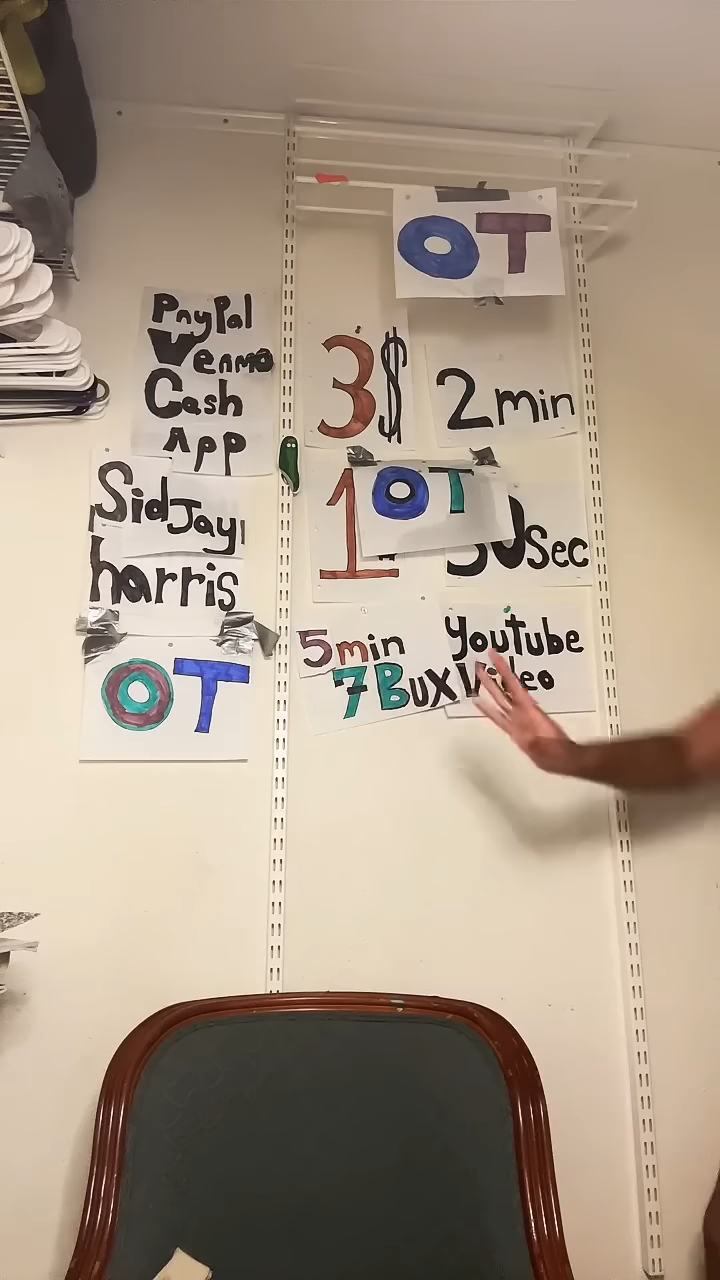 OT
PayPal
Venmo
Cash
App
3$ 2min
SidJay
harris
1
OT
sec
OT
5min
7Bux
Youtube
Video